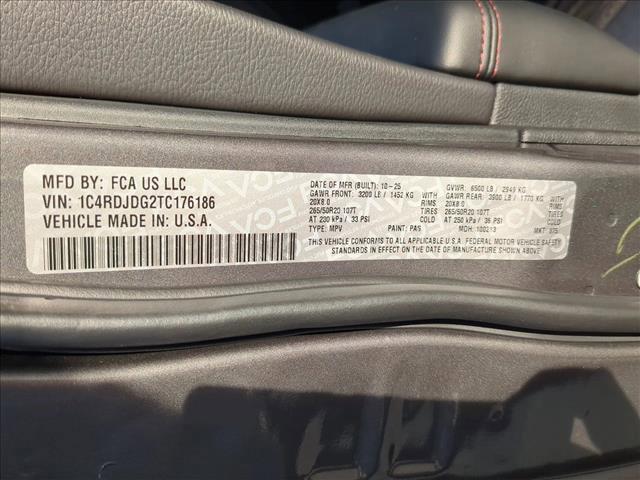 MFD BY: FCA US LLC
VIN: 1C4RDJDG2TC176186
VEHICLE MADE IN: U.S.A.
DATE OF MFR (BUILT): 10-25 GVWR: 6500 LB / 2949 KG
GAWR FRONT: 3200 LB / 1452 KG WITH GAWR REAR: 3900 LB / 1770 KG WITH
20X8.0 RIMS 20X8.0 RIMS
265/50R20 107T TIRES 265/50R20 107T TIRES
AT 230 kPa / 33 PSI COLD AT 250 kPa / 36 PSI COLD
TYPE: MPV PAINT: PAS MDH: 100213 MKT: 375
THIS VEHICLE CONFORMS TO ALL APPLICABLE U.S.A. FEDERAL MOTOR VEHICLE SAFETY
STANDARDS IN EFFECT ON THE DATE OF MANUFACTURE SHOWN ABOVE.